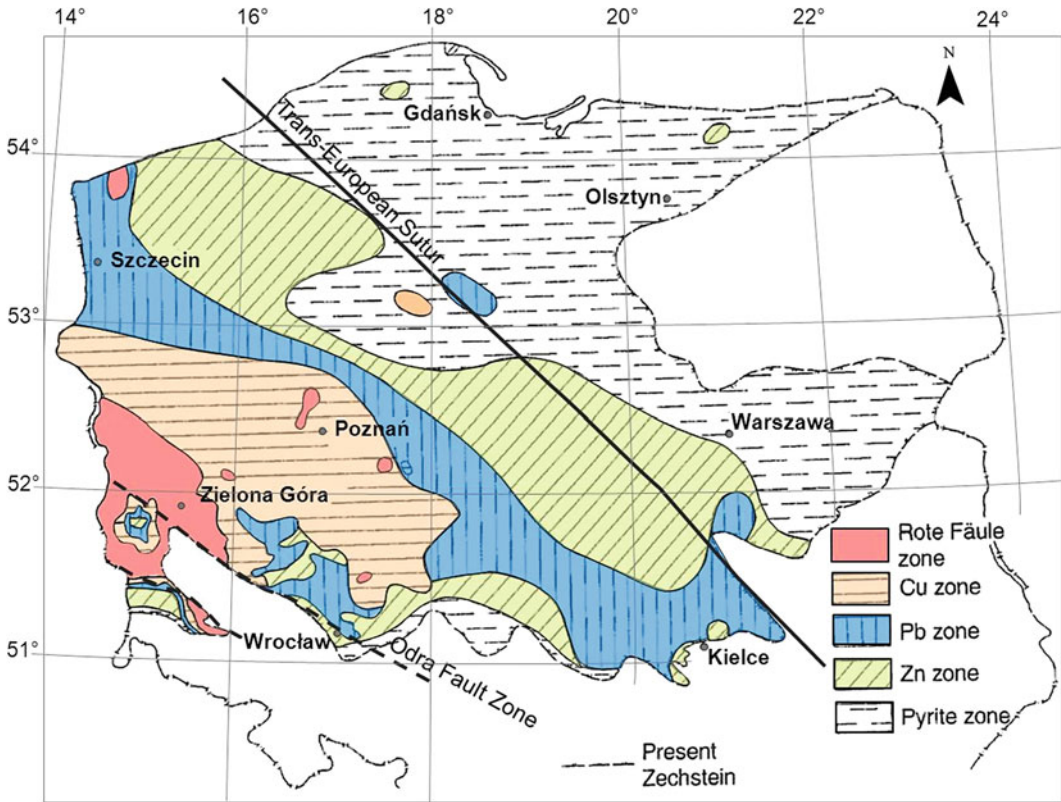 14° 16° 18° 20° 22° 24°
N
54°
53°
52°
51°
Trans-European Sutur
Gdańsk
Olsztyn
Szczecin
Poznań
Warszawa
Zielona Góra
Wrocław
Odra Fault Zone
Kielce
Rote Fäule
zone
Cu zone
Pb zone
Zn zone
Pyrite zone
Present
Zechstein